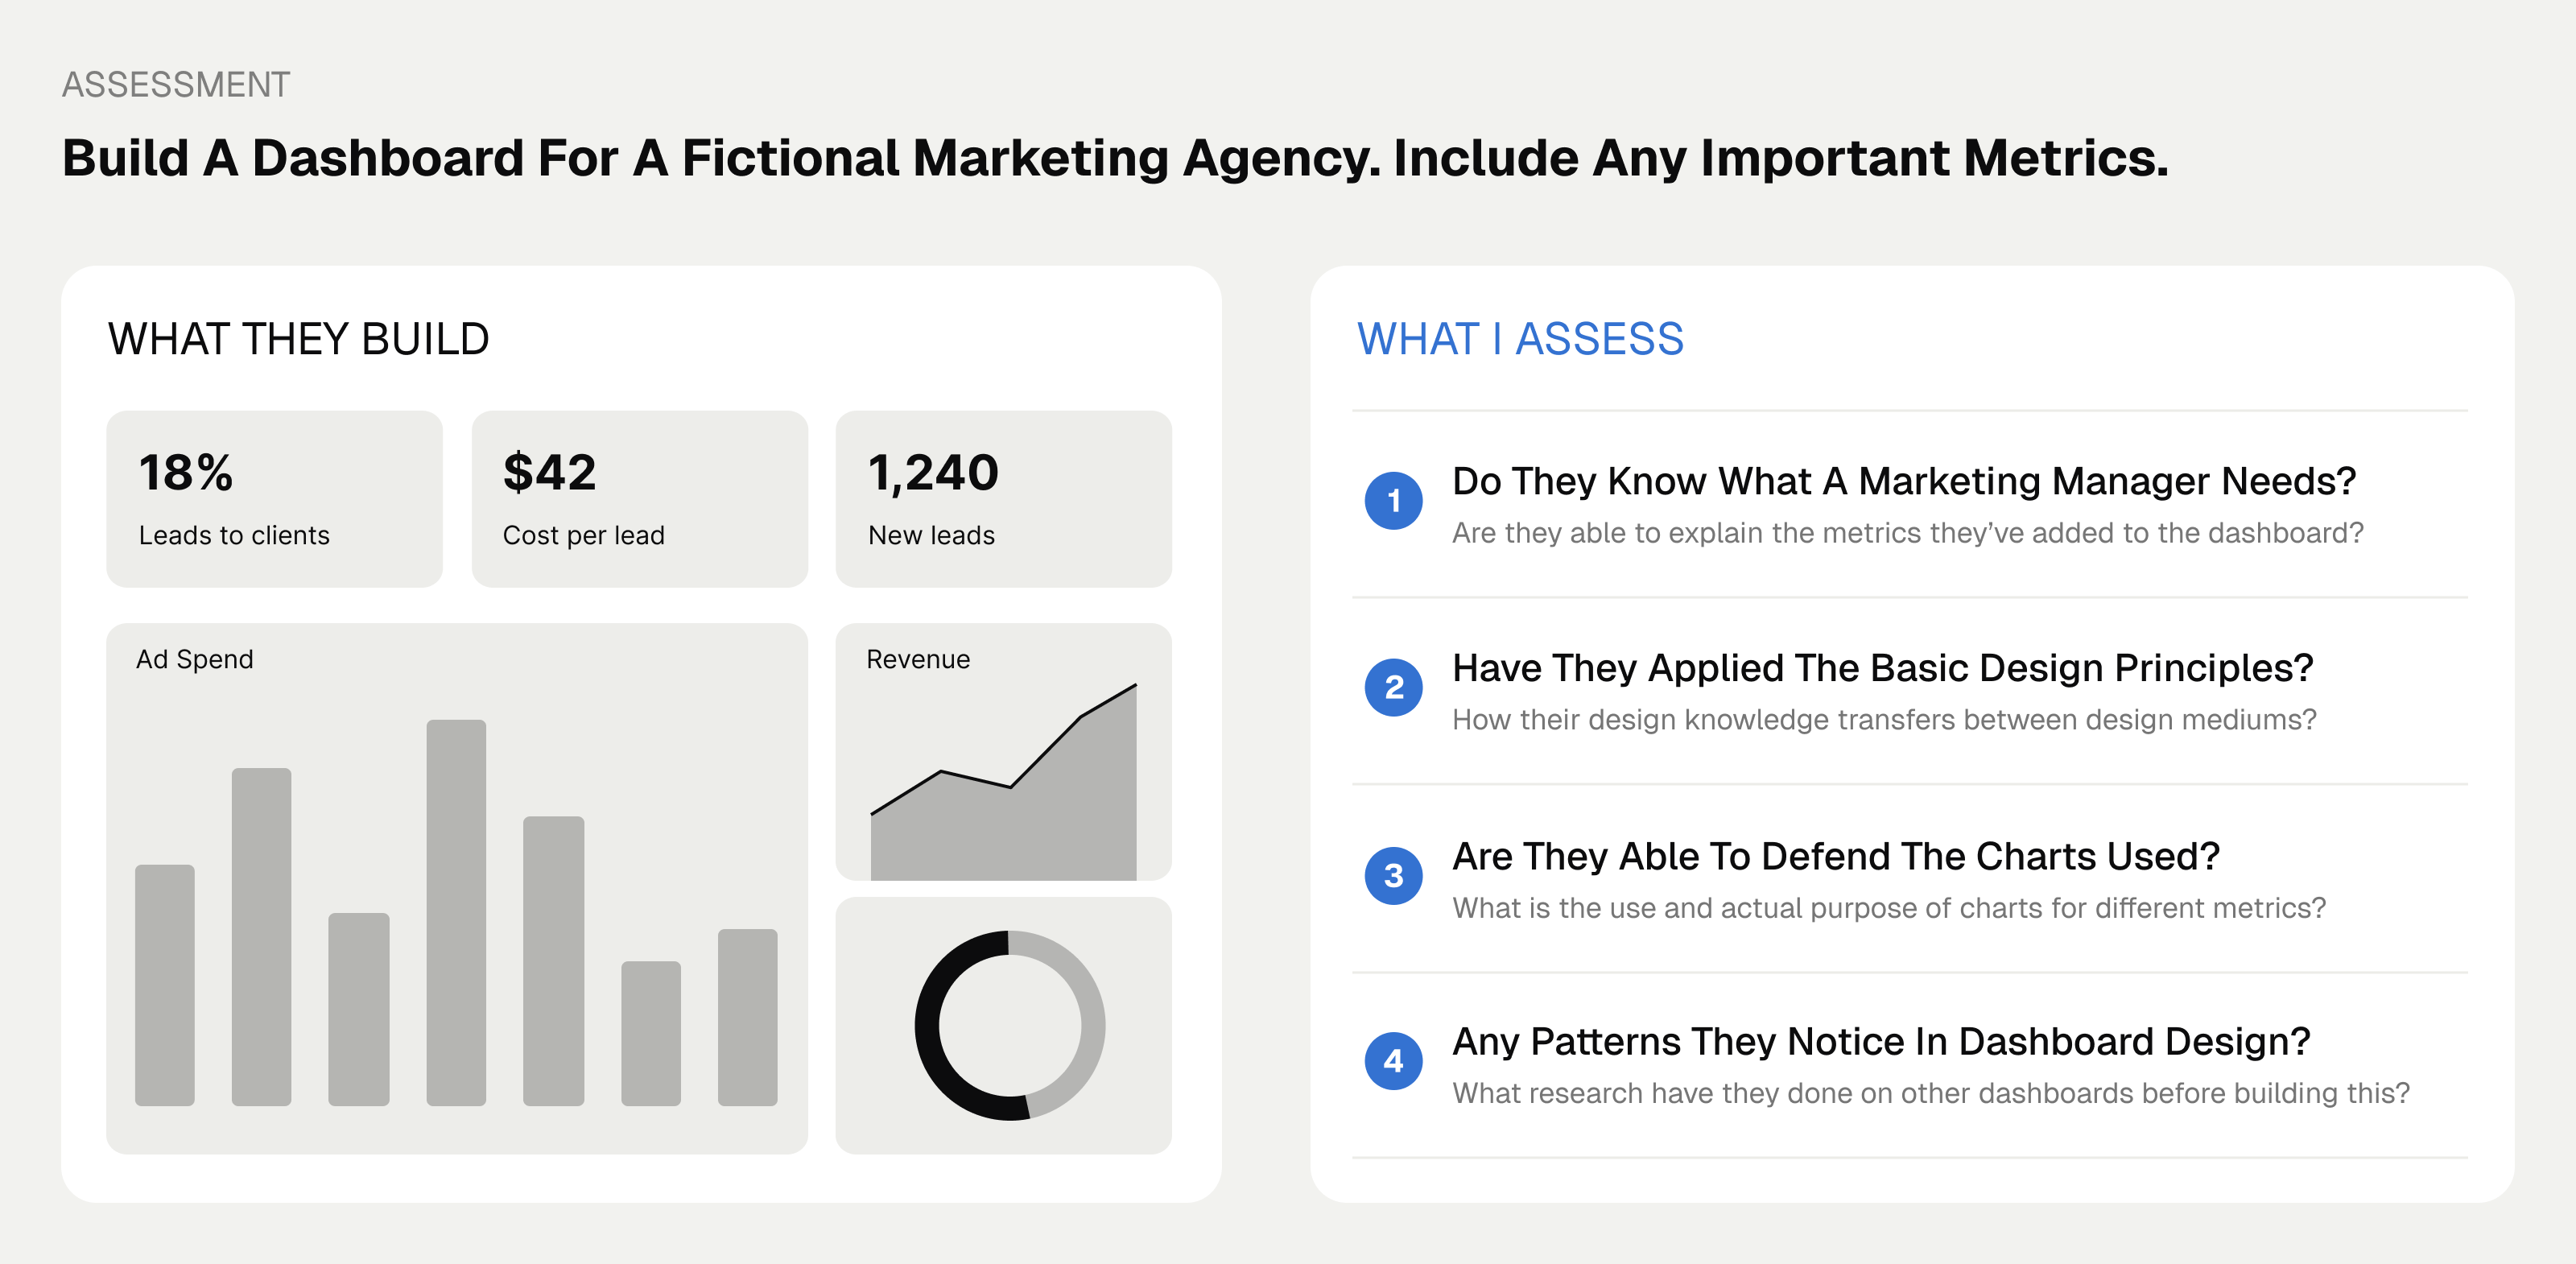 ASSESSMENT
Build A Dashboard For A Fictional Marketing Agency. Include Any Important Metrics.
WHAT THEY BUILD
18%
Leads to clients
$42
Cost per lead
1,240
New leads
Ad Spend
Revenue
WHAT I ASSESS
1
Do They Know What A Marketing Manager Needs?
Are they able to explain the metrics they’ve added to the dashboard?
2
Have They Applied The Basic Design Principles?
How their design knowledge transfers between design mediums?
3
Are They Able To Defend The Charts Used?
What is the use and actual purpose of charts for different metrics?
4
Any Patterns They Notice In Dashboard Design?
What research have they done on other dashboards before building this?